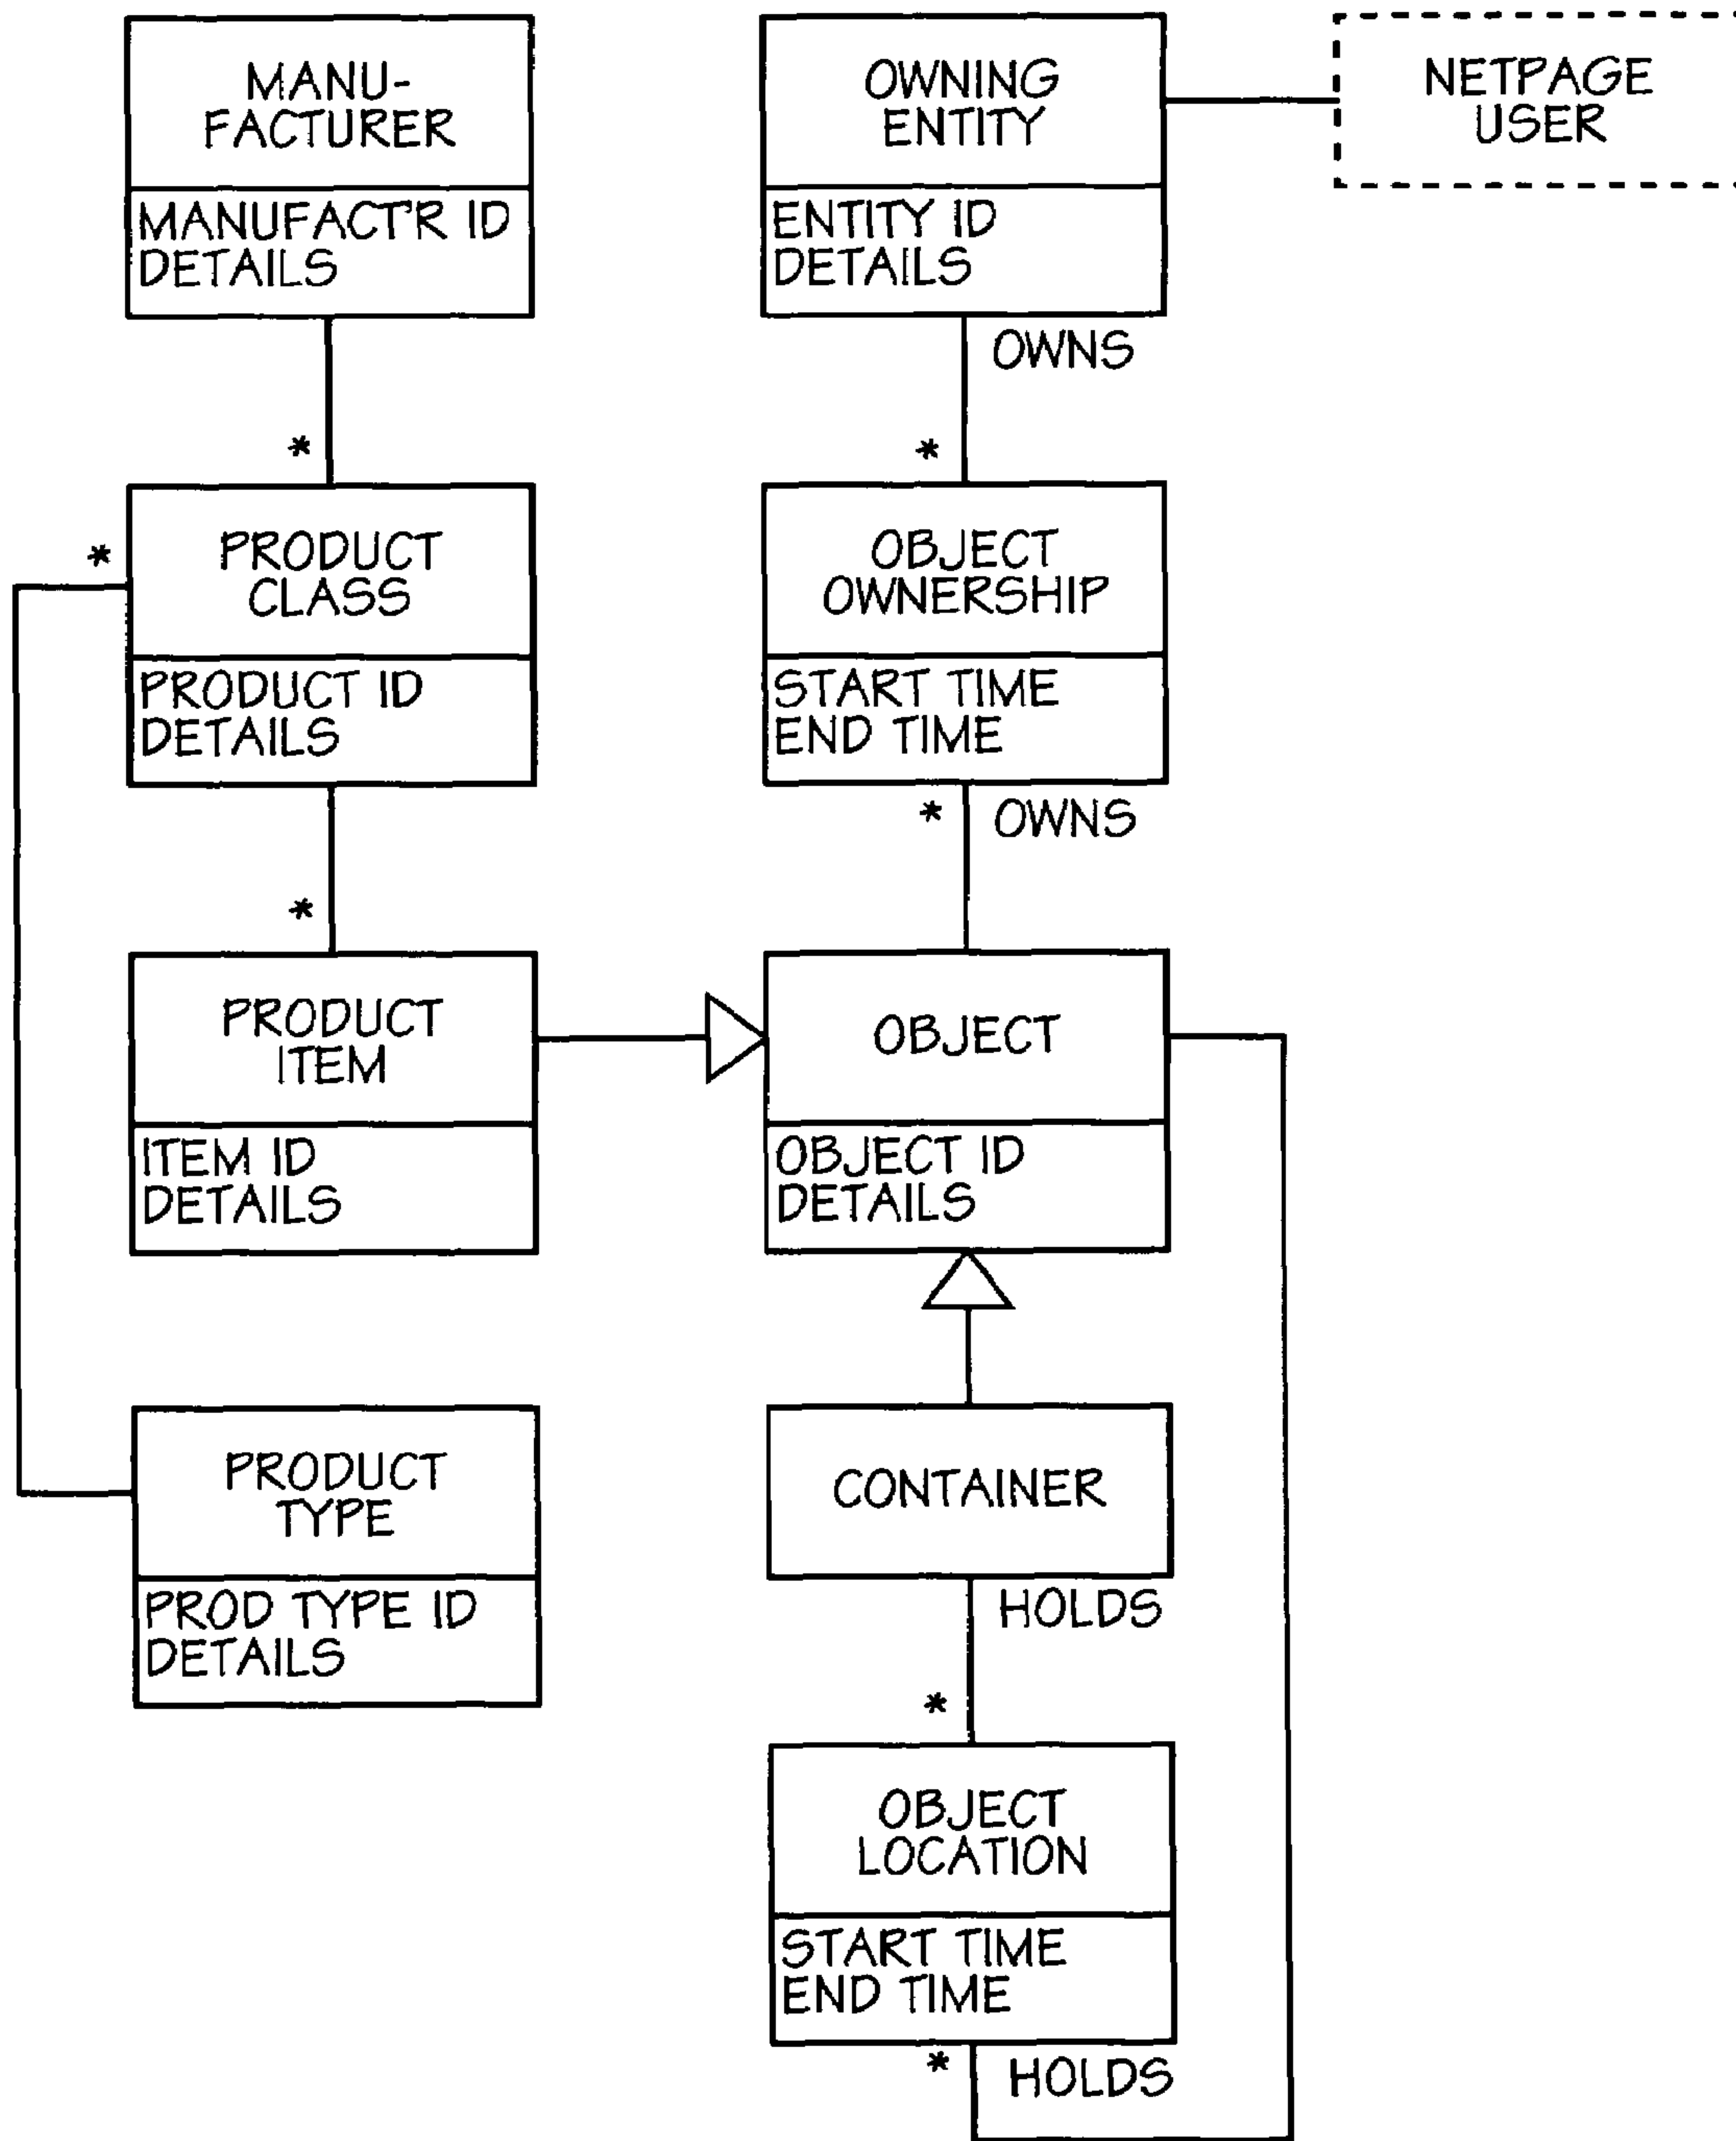 MANU-
FACTURER
MANUFACT'R ID
DETAILS
OWNING
ENTITY
ENTITY ID
DETAILS
NETPAGE
USER
OWNS
*
*
*
PRODUCT
CLASS
PRODUCT ID
DETAILS
OBJECT
OWNERSHIP
START TIME
END TIME
* OWNS
*
PRODUCT
ITEM
ITEM ID
DETAILS
OBJECT
OBJECT ID
DETAILS
PRODUCT
TYPE
PROD TYPE ID
DETAILS
CONTAINER
HOLDS
*
OBJECT
LOCATION
START TIME
END TIME
* HOLDS